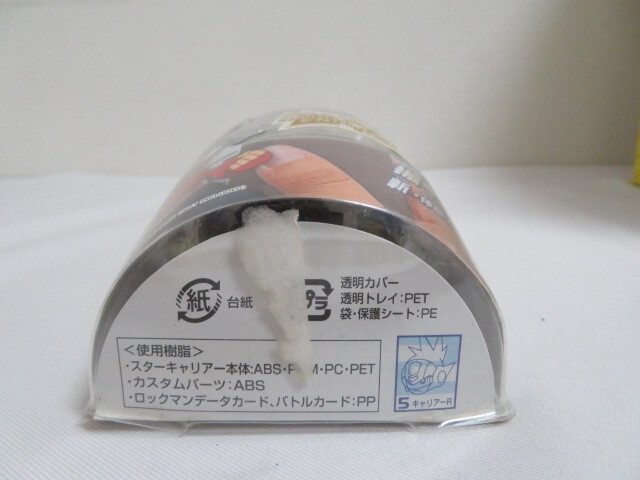 紙 台紙
プラ
透明カバー
透明トレイ:PET
袋・保護シート:PE
<使用樹脂>
・スターキャリアー本体:ABS・P M・PC・PET
・カスタムパーツ:ABS
・ロックマンデータカード、バトルカード:PP
5 キャリアーR